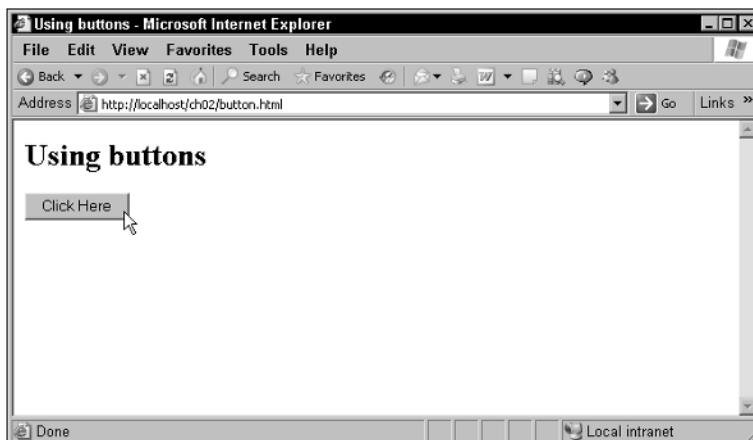 Using buttons - Microsoft Internet Explorer
File Edit View Favorites Tools Help
Back Search Favorites
Address http://localhost/ch02/button.html Go Links »
Using buttons
Click Here
Done Local intranet